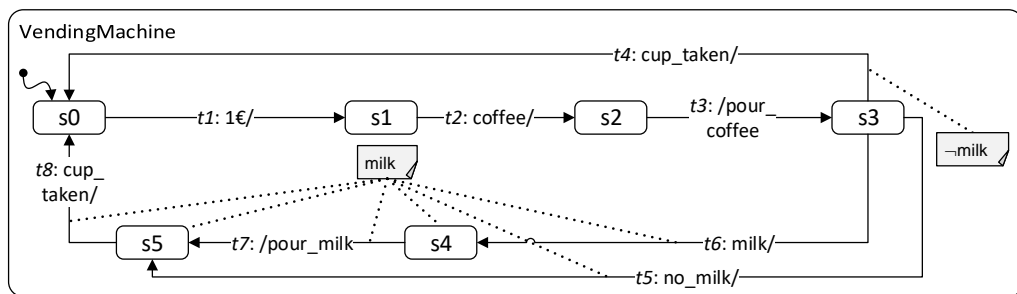 VendingMachine
t4: cup_taken/
s0
t1: 1€/
s1
t2: coffee/
s2
t3: /pour_
coffee
s3
¬milk
milk
t8: cup_
taken/
s5
t7: /pour_milk
s4
t6: milk/
t5: no_milk/